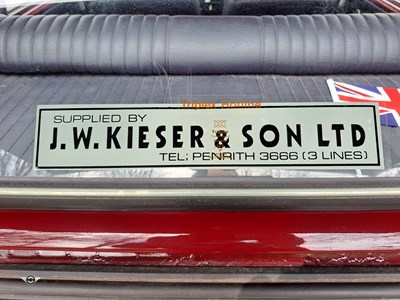 SUPPLIED BY
J.W.KIESER & SON LTD
TEL; PENRITH 3666 (3 LINES)